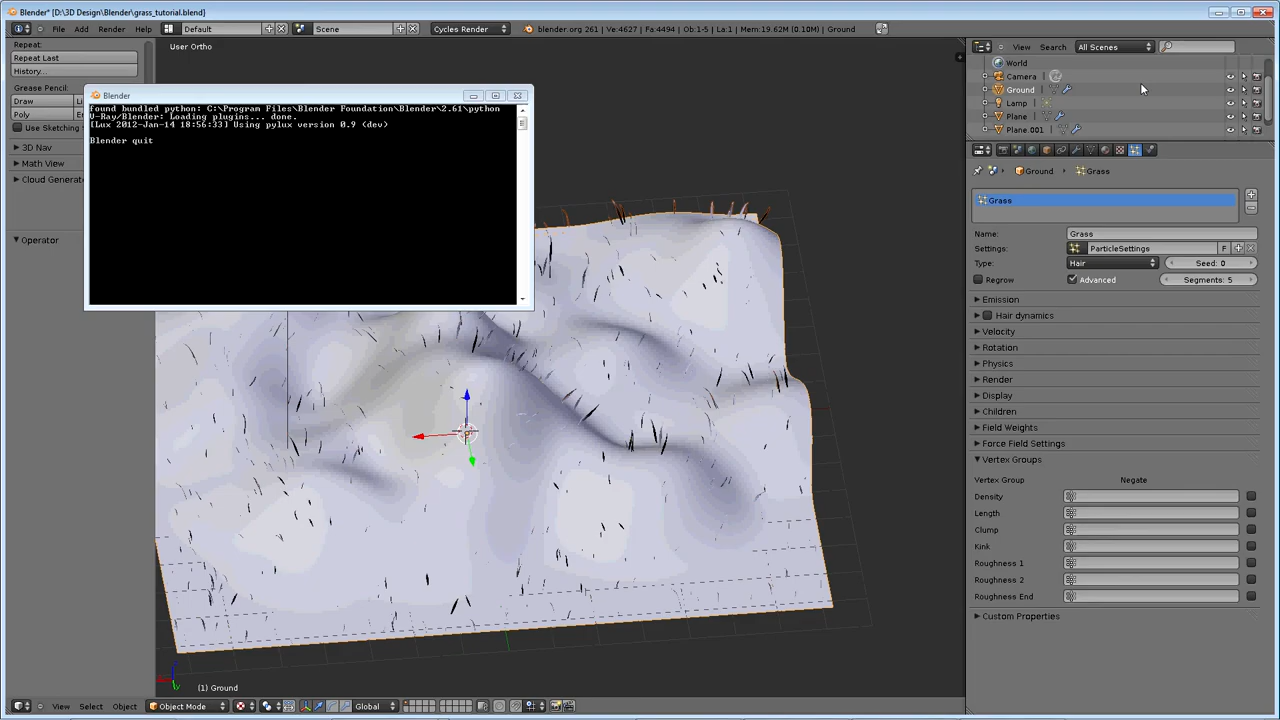 Blender* [D:\3D Design\Blender\grass_tutorial.blend]
File Add Render Help Default Scene Cycles Render blender.org 261 | Ve:4627 | Fa:4494 | Ob:1-5 | La:1 | Mem:19.62M (0.10M) | Ground
Repeat:
Repeat Last
History...
Grease Pencil:
Draw Li
Poly
Use Sketching
3D Nav
Math View
Cloud Generat
Operator
User Ortho
Blender
found bundled python: C:\Program Files\Blender Foundation\Blender\2.61\python
V-Ray/Blender: Loading plugins... done.
[Lux 2012-Jan-14 18:56:33] Using pylux version 0.9 (dev)
Blender quit
(1) Ground
View Select Object Object Mode Global
View Search All Scenes
World
Camera
Ground
Lamp
Plane
Plane.001
Ground Grass
Grass
Name: Grass
Settings: ParticleSettings F
Type: Hair Seed: 0
Regrow Advanced Segments: 5
Emission
Hair dynamics
Velocity
Rotation
Physics
Render
Display
Children
Field Weights
Force Field Settings
Vertex Groups
Vertex Group Negate
Density
Length
Clump
Kink
Roughness 1
Roughness 2
Roughness End
Custom Properties